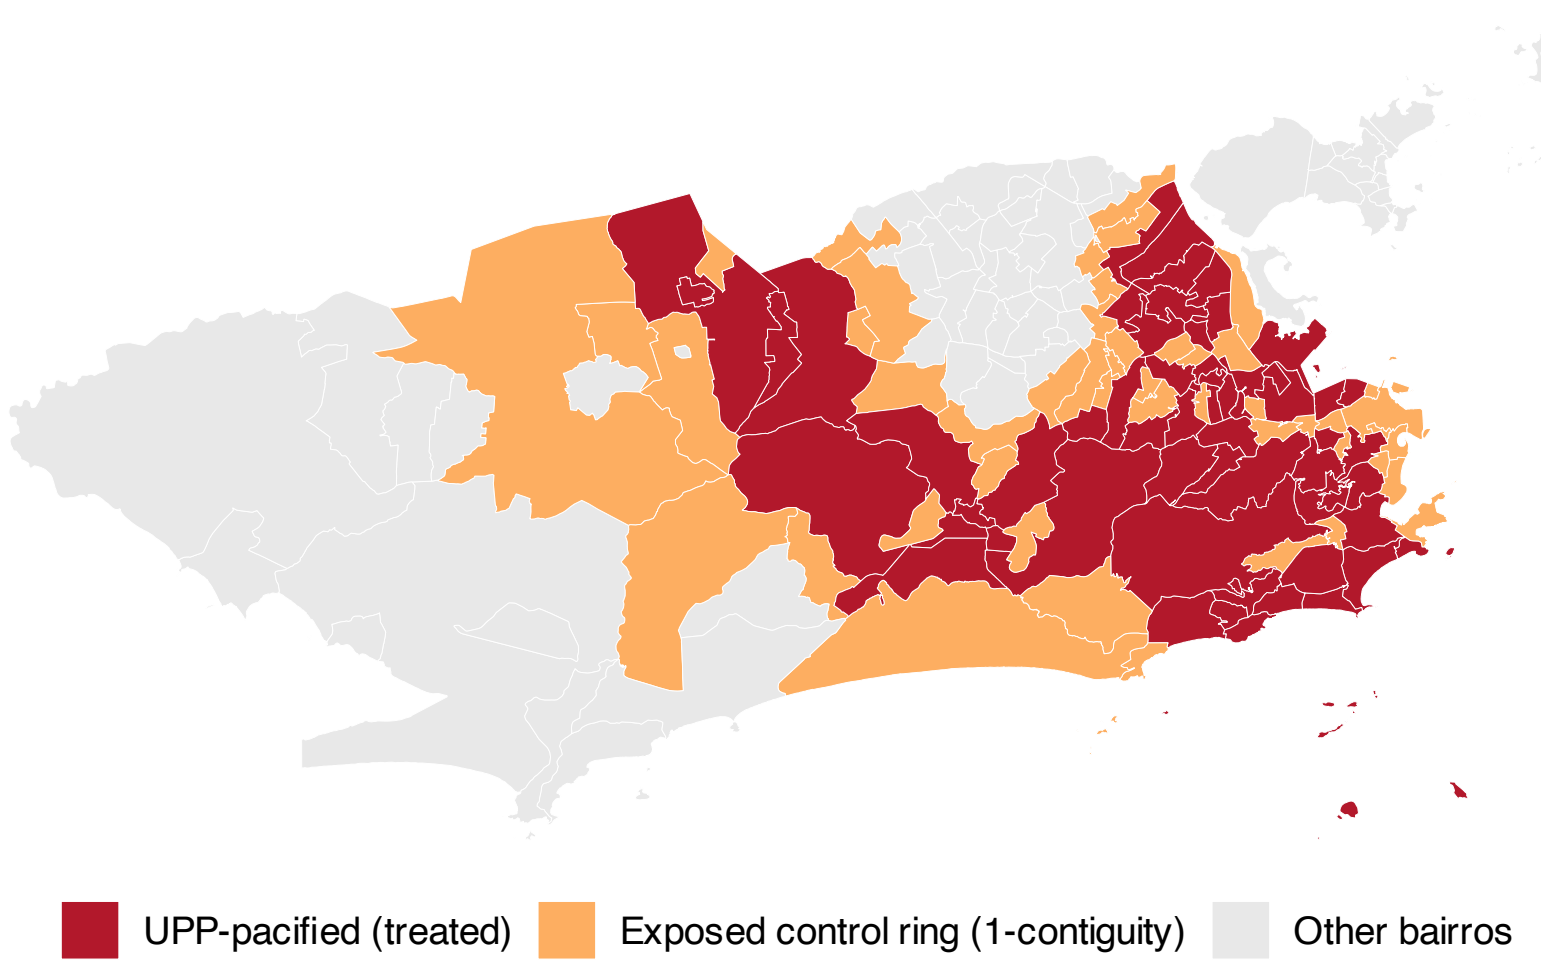 UPP-pacified (treated) Exposed control ring (1-contiguity) Other bairros